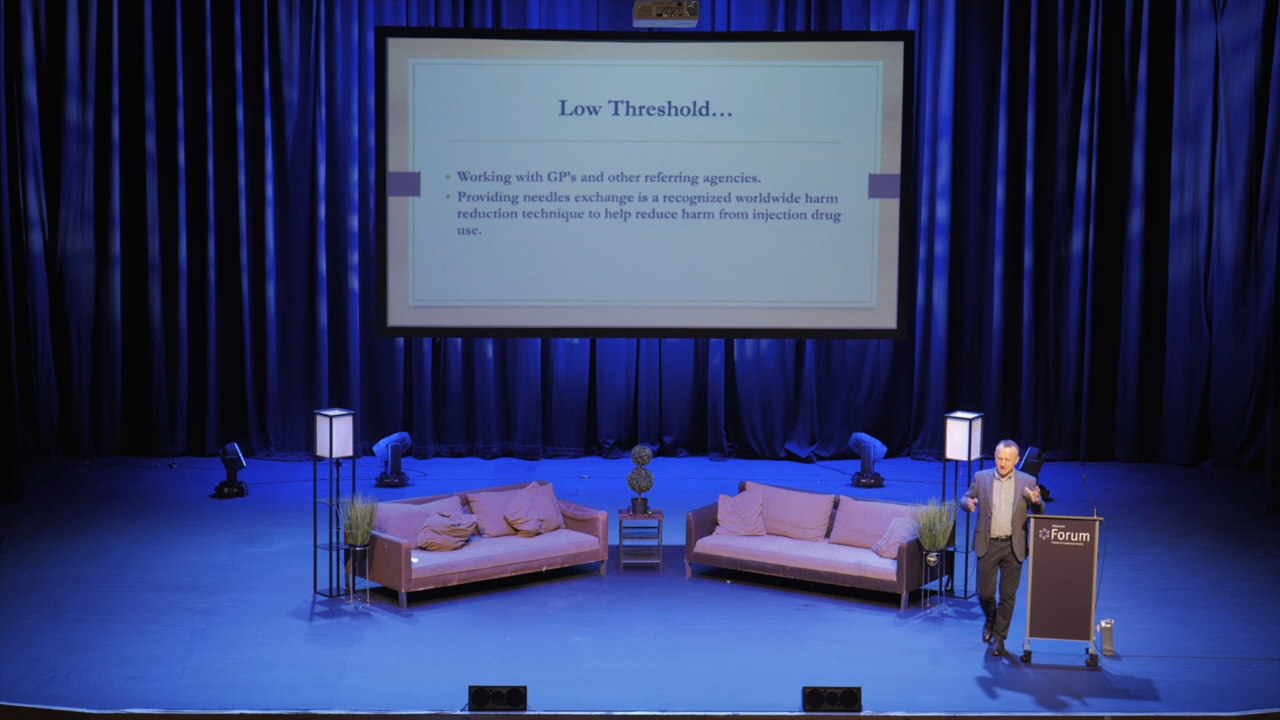 Low Threshold…
• Working with GP's and other referring agencies.
• Providing needles exchange is a recognized worldwide harm
reduction technique to help reduce harm from injection drug
use.
Forum